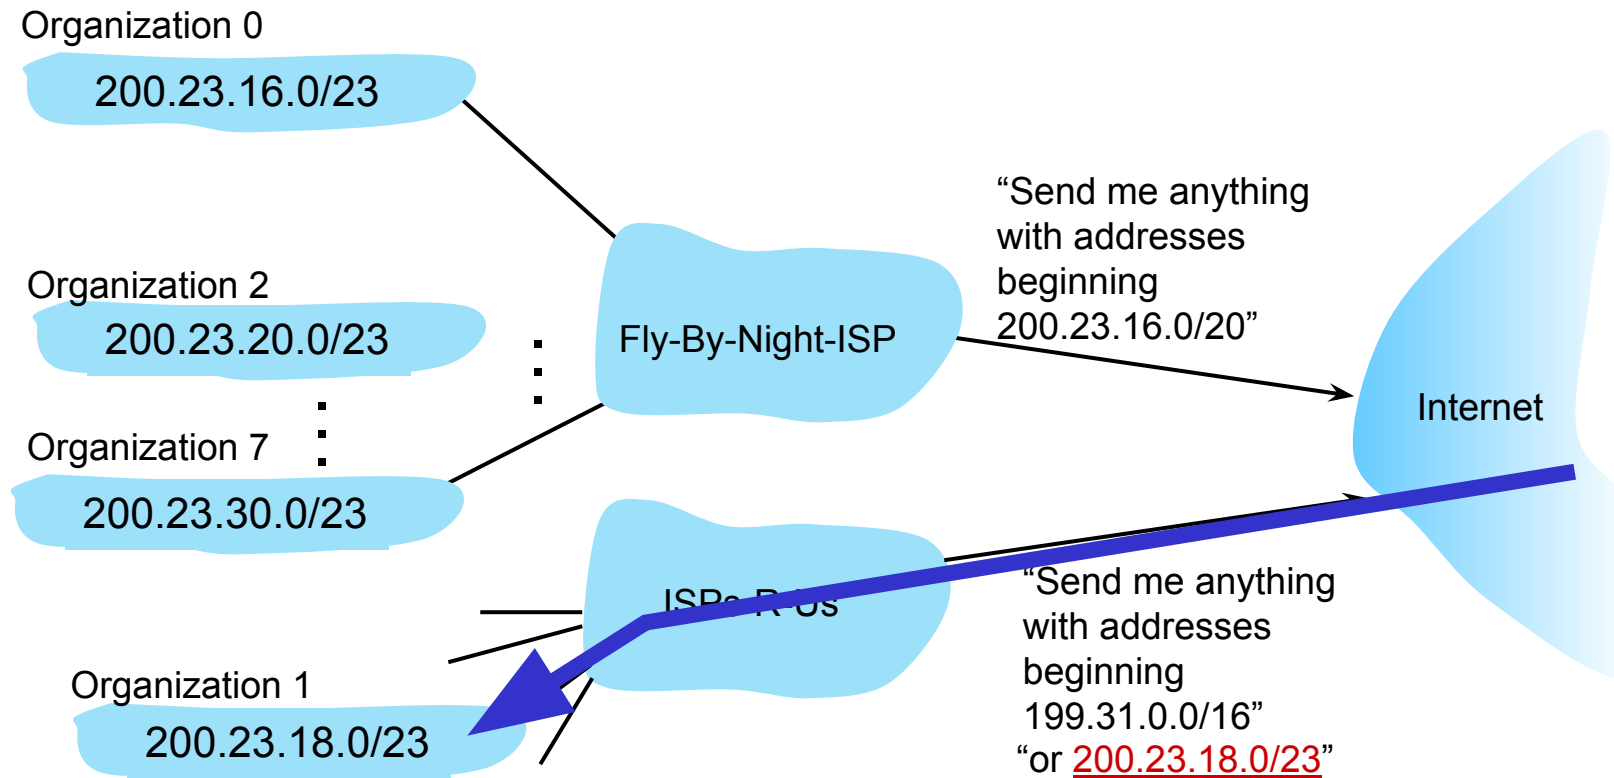 Organization 0
200.23.16.0/23
Organization 2
200.23.20.0/23
Organization 7
200.23.30.0/23
Organization 1
200.23.18.0/23
Fly-By-Night-ISP
ISPs-R-Us
“Send me anything
with addresses
beginning
200.23.16.0/20”
“Send me anything
with addresses
beginning
199.31.0.0/16”
“or 200.23.18.0/23”
Internet